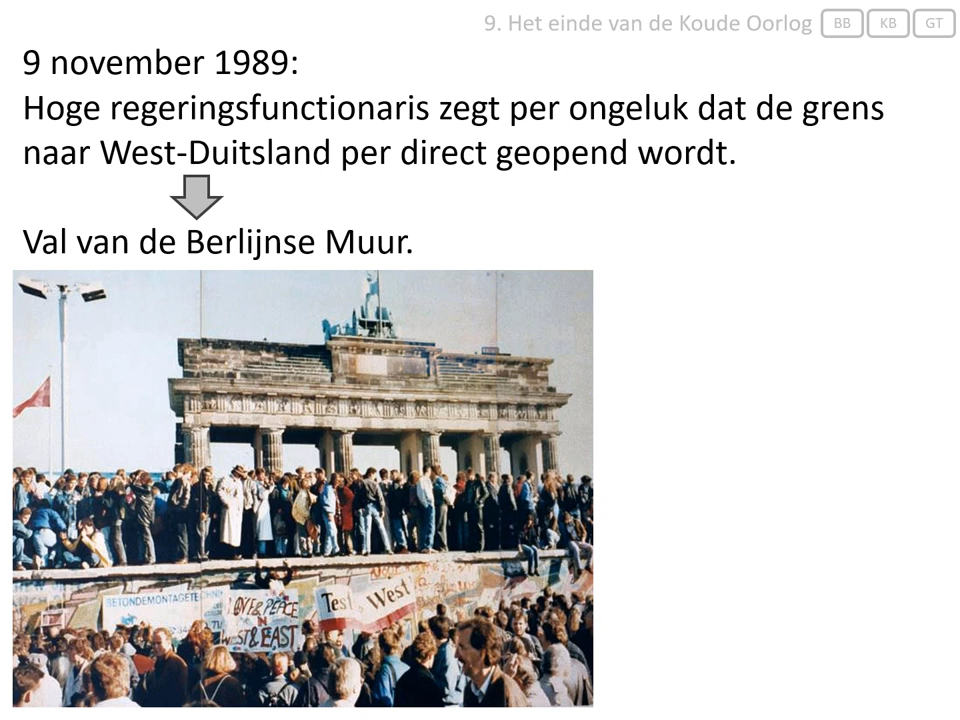 9. Het einde van de Koude Oorlog BB KB GT
9 november 1989:
Hoge regeringsfunctionaris zegt per ongeluk dat de grens
naar West-Duitsland per direct geopend wordt.
Val van de Berlijnse Muur.
BETONDEMONTAGETECHNIK
LOVE & PEACE
IN
WEST & EAST.
Test West